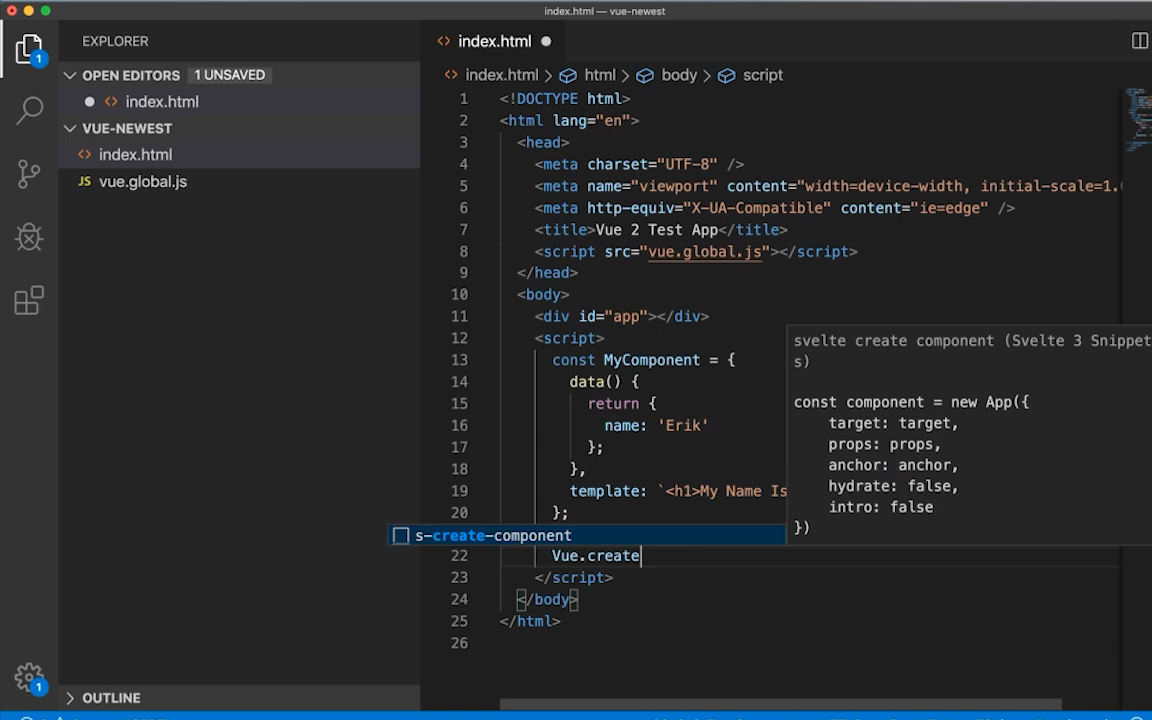 index.html — vue-newest
1
EXPLORER
OPEN EDITORS 1 UNSAVED
<> index.html
VUE-NEWEST
<> index.html
JS vue.global.js
OUTLINE
1
<> index.html
<> index.html > html > body > script
1 <!DOCTYPE html>
2 <html lang="en">
3 <head>
4 <meta charset="UTF-8" />
5 <meta name="viewport" content="width=device-width, initial-scale=1.
6 <meta http-equiv="X-UA-Compatible" content="ie=edge" />
7 <title>Vue 2 Test App</title>
8 <script src="vue.global.js"></script>
9 </head>
10 <body>
11 <div id="app"></div>
12 <script>
13 const MyComponent = {
14 data() {
15 return {
16 name: 'Erik'
17 };
18 },
19 template: `<h1>My Name Is
20 };
s-create-component
22 Vue.create
23 </script>
24 </body>
25 </html>
26
svelte create component (Svelte 3 Snippet
s)
const component = new App({
target: target,
props: props,
anchor: anchor,
hydrate: false,
intro: false
})